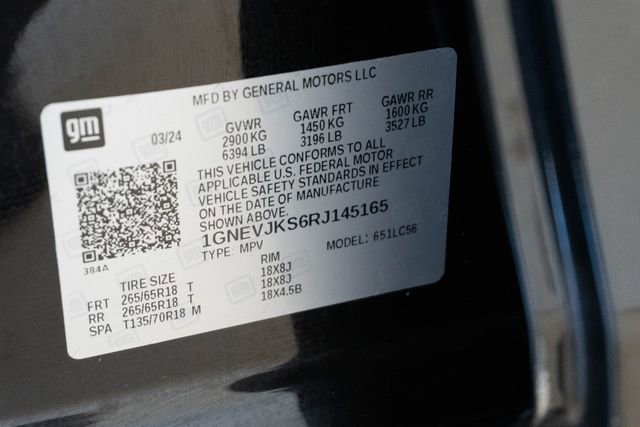 MFD BY GENERAL MOTORS LLC
gm
03/24
GVWR GAWR FRT GAWR RR
2900 KG 1450 KG 1600 KG
6394 LB 3196 LB 3527 LB
THIS VEHICLE CONFORMS TO ALL
APPLICABLE U.S. FEDERAL MOTOR
VEHICLE SAFETY STANDARDS IN EFFECT
ON THE DATE OF MANUFACTURE
SHOWN ABOVE.
1GNEVJKS6RJ145165
TYPE: MPV MODEL: 651LC56
384A
TIRE SIZE RIM
FRT 265/65R18 T 18X8J
RR 265/65R18 T 18X8J
SPA T135/70R18 M 18X4.5B